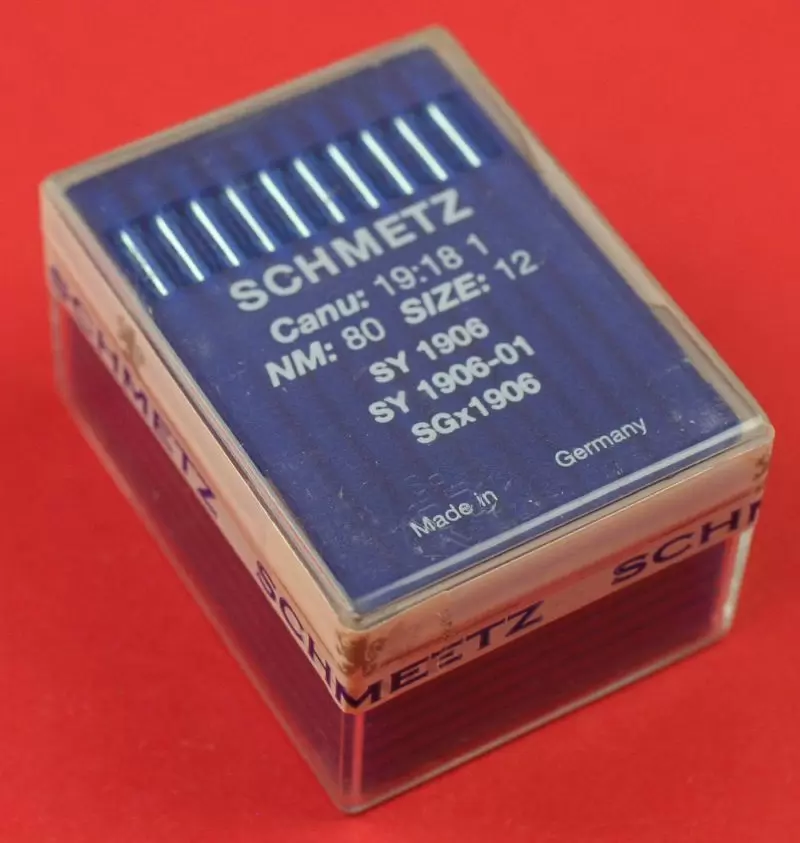 SCHMETZ
Canu: 19:18 1
NM: 80 SIZE: 12
SY 1906
SY 1906-01
SGx1906
Made in Germany
SCHMETZ
SCHMETZ
SCHM